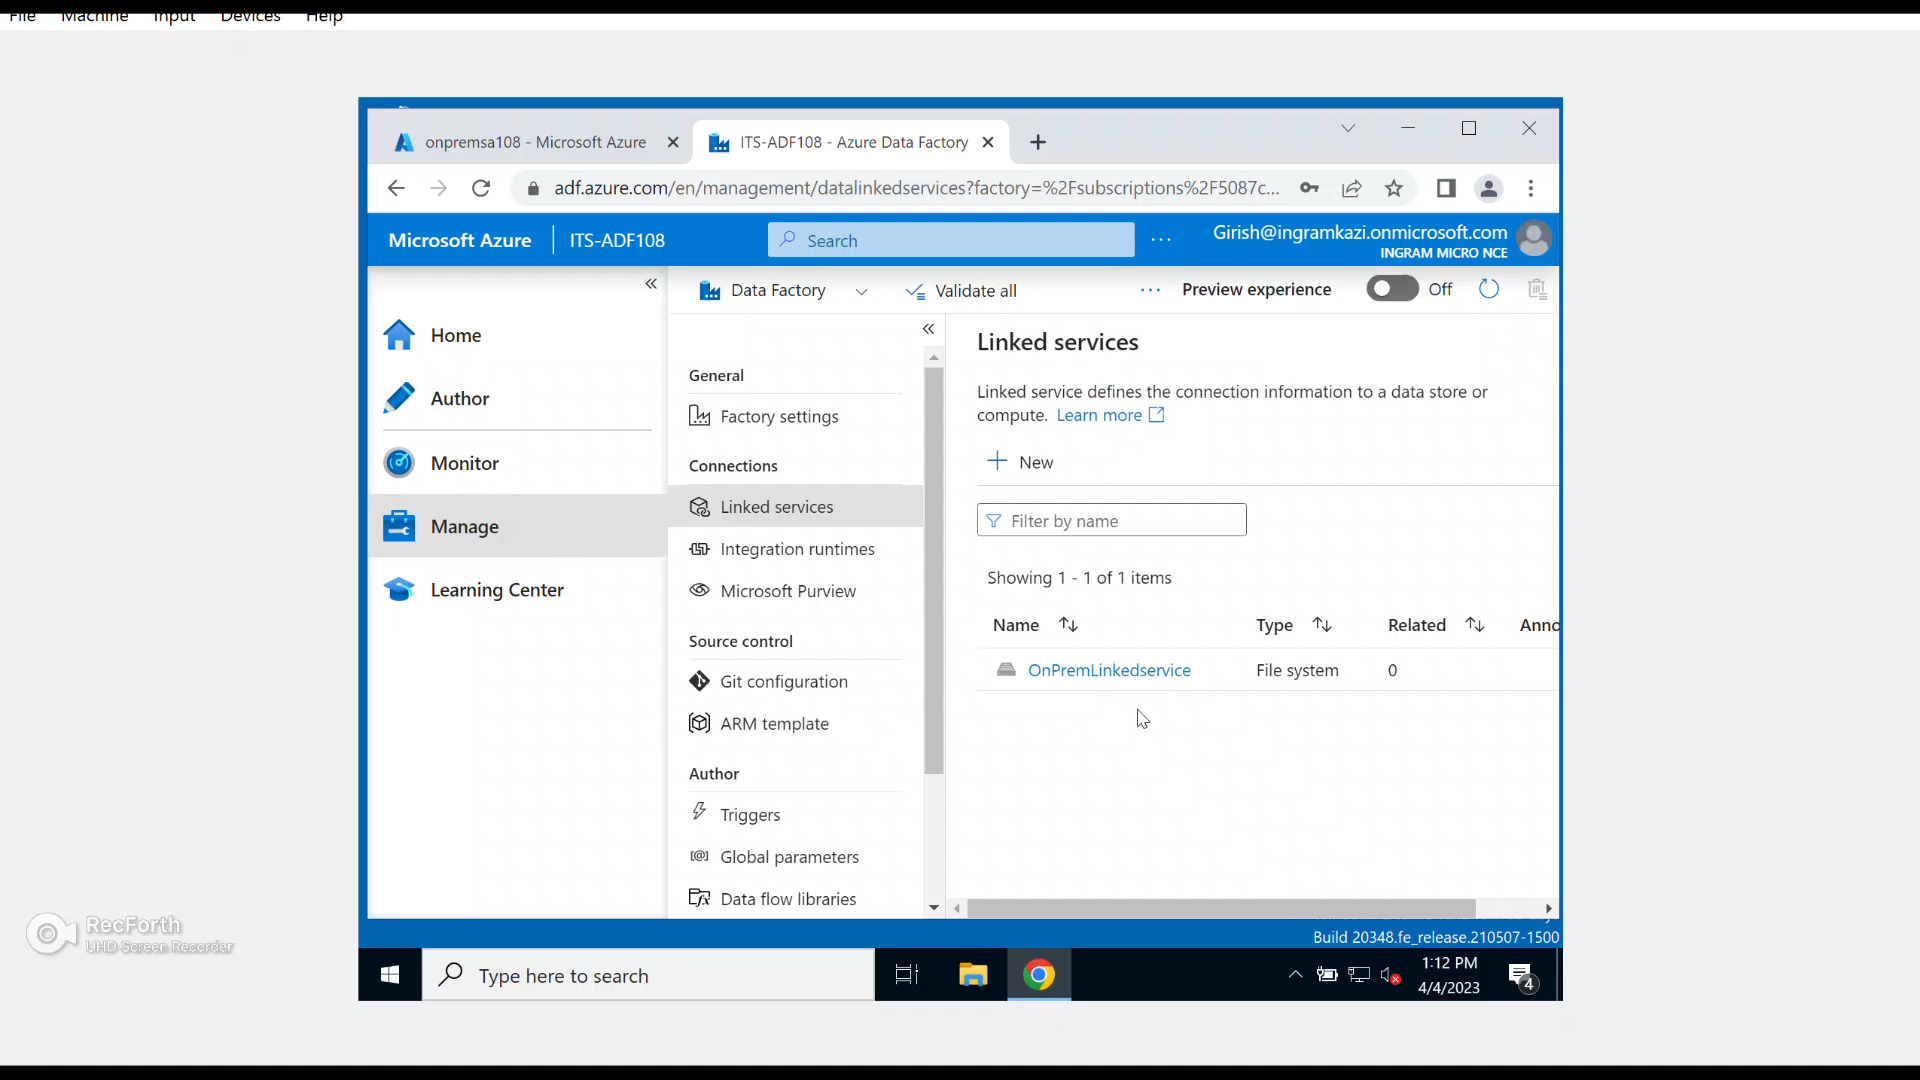 File Machine Input Devices Help
onpremsa108 - Microsoft Azure
ITS-ADF108 - Azure Data Factory
adf.azure.com/en/management/datalinkedservices?factory=%2Fsubscriptions%2F5087c...
Microsoft Azure
ITS-ADF108
Search
Girish@ingramkazi.onmicrosoft.com
INGRAM MICRO NCE
Data Factory
Validate all
Preview experience
Off
Home
Author
Monitor
Manage
Learning Center
General
Factory settings
Connections
Linked services
Integration runtimes
Microsoft Purview
Source control
Git configuration
ARM template
Author
Triggers
Global parameters
Data flow libraries
Linked services
Linked service defines the connection information to a data store or
compute. Learn more
New
Filter by name
Showing 1 - 1 of 1 items
Name Type Related Anno
OnPremLinkedservice File system 0
Build 20348.fe_release.210507-1500
Type here to search
1:12 PM
4/4/2023
4
RecForth
UHD Screen Recorder